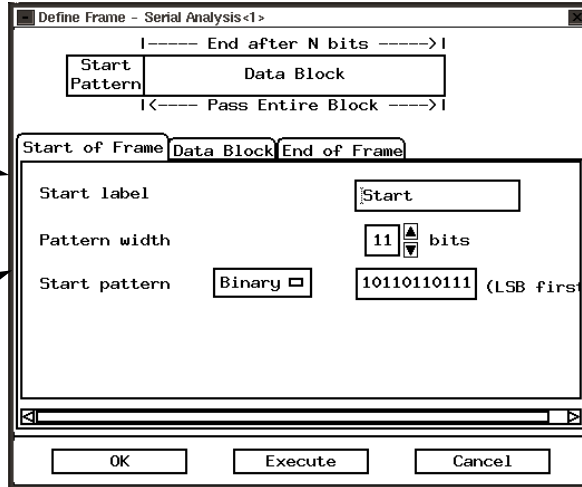 Define Frame - Serial Analysis<1>
|----- End after N bits ----->|
Start Pattern
Data Block
|<---- Pass Entire Block ---->|
Start of Frame Data Block End of Frame
Start label Start
Pattern width 11 bits
Start pattern Binary 10110110111 (LSB first
OK Execute Cancel